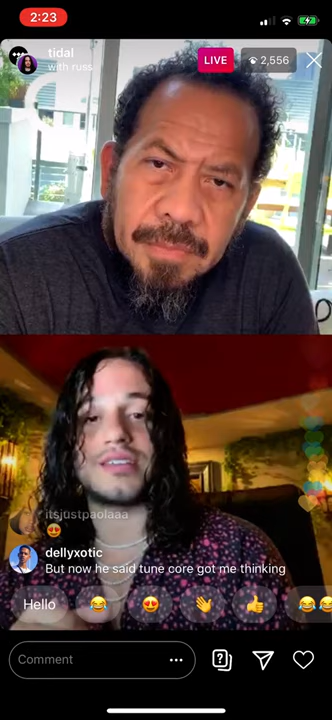 2:23
tidal
with russ
LIVE
2,556
itsjustpaolaaa
😍
dellyxotic
But now he said tune core got me thinking
Hello 😂 😍 👋 👍 😂😂
Comment